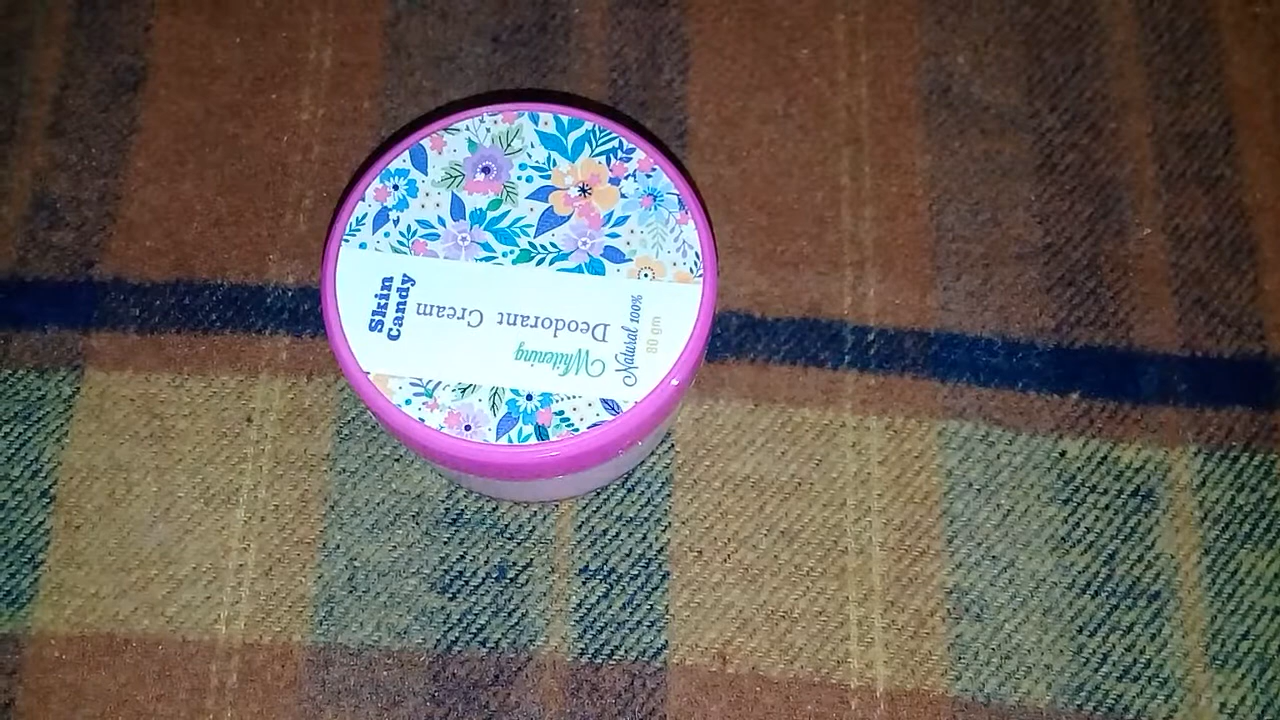 Skin
Candy
Whitening
Deodorant Cream
Natural 100%
80 gm